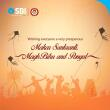 SBI
Wishing everyone a very prosperous
Makar Sankranti,
Magh Bihu and Pongal